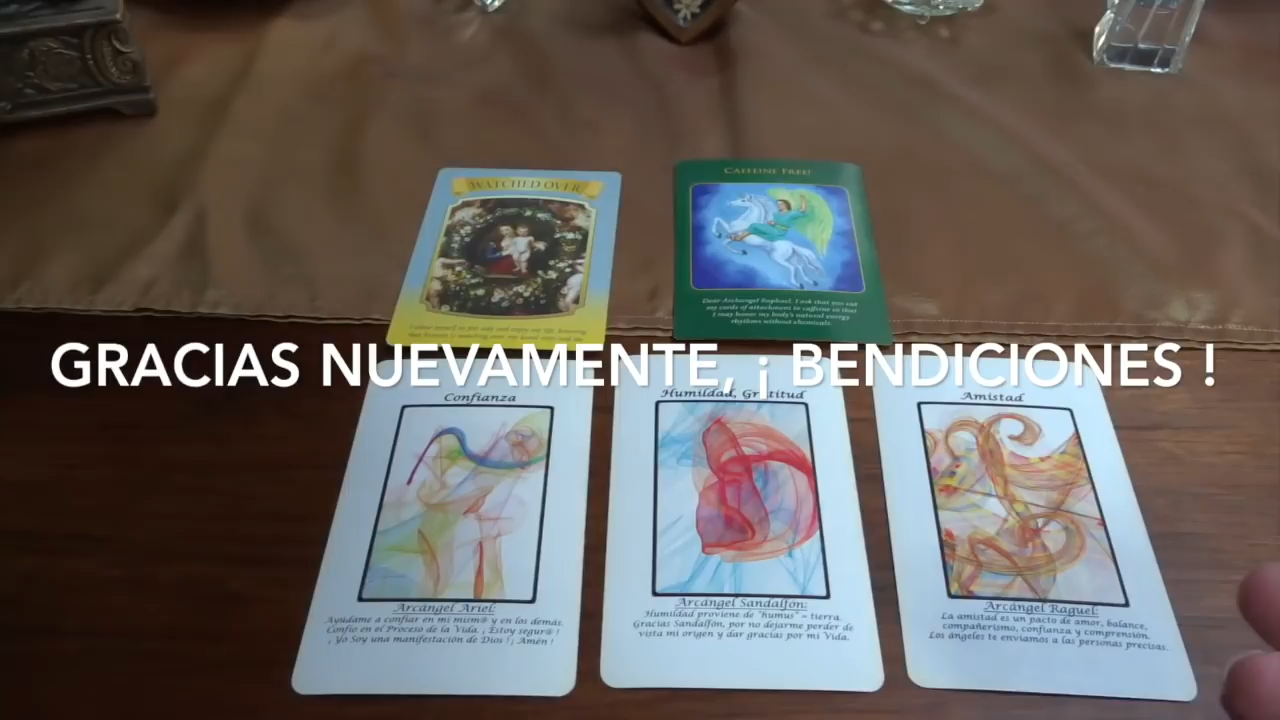 WATCHED OVER
CAFFEINE FREE!
Dear Archangel Raphael, I ask that you cut
my cords of attachment to caffeine so that
I may honor my body's natural energy
rhythms without chemicals.
GRACIAS NUEVAMENTE, ¡ BENDICIONES !
Confianza
Arcángel Ariel:
Ayúdame a confiar en mi mism@ y en los demás.
Confio en el Proceso de la Vida. ¡ Estoy segur@ !
¡ Yo Soy una manifestación de Dios ! ¡ Amén !
Humildad, Gratitud
Arcángel Sandalfón:
Humildad proviene de "humus" = tierra.
Gracias Sandalfón, por no dejarme perder de
vista mi origen y dar gracias por mi Vida.
Amistad
Arcángel Raguel:
La amistad es un pacto de amor, balance,
compañerismo, confianza y comprensión.
Los ángeles te enviamos a las personas precisas.